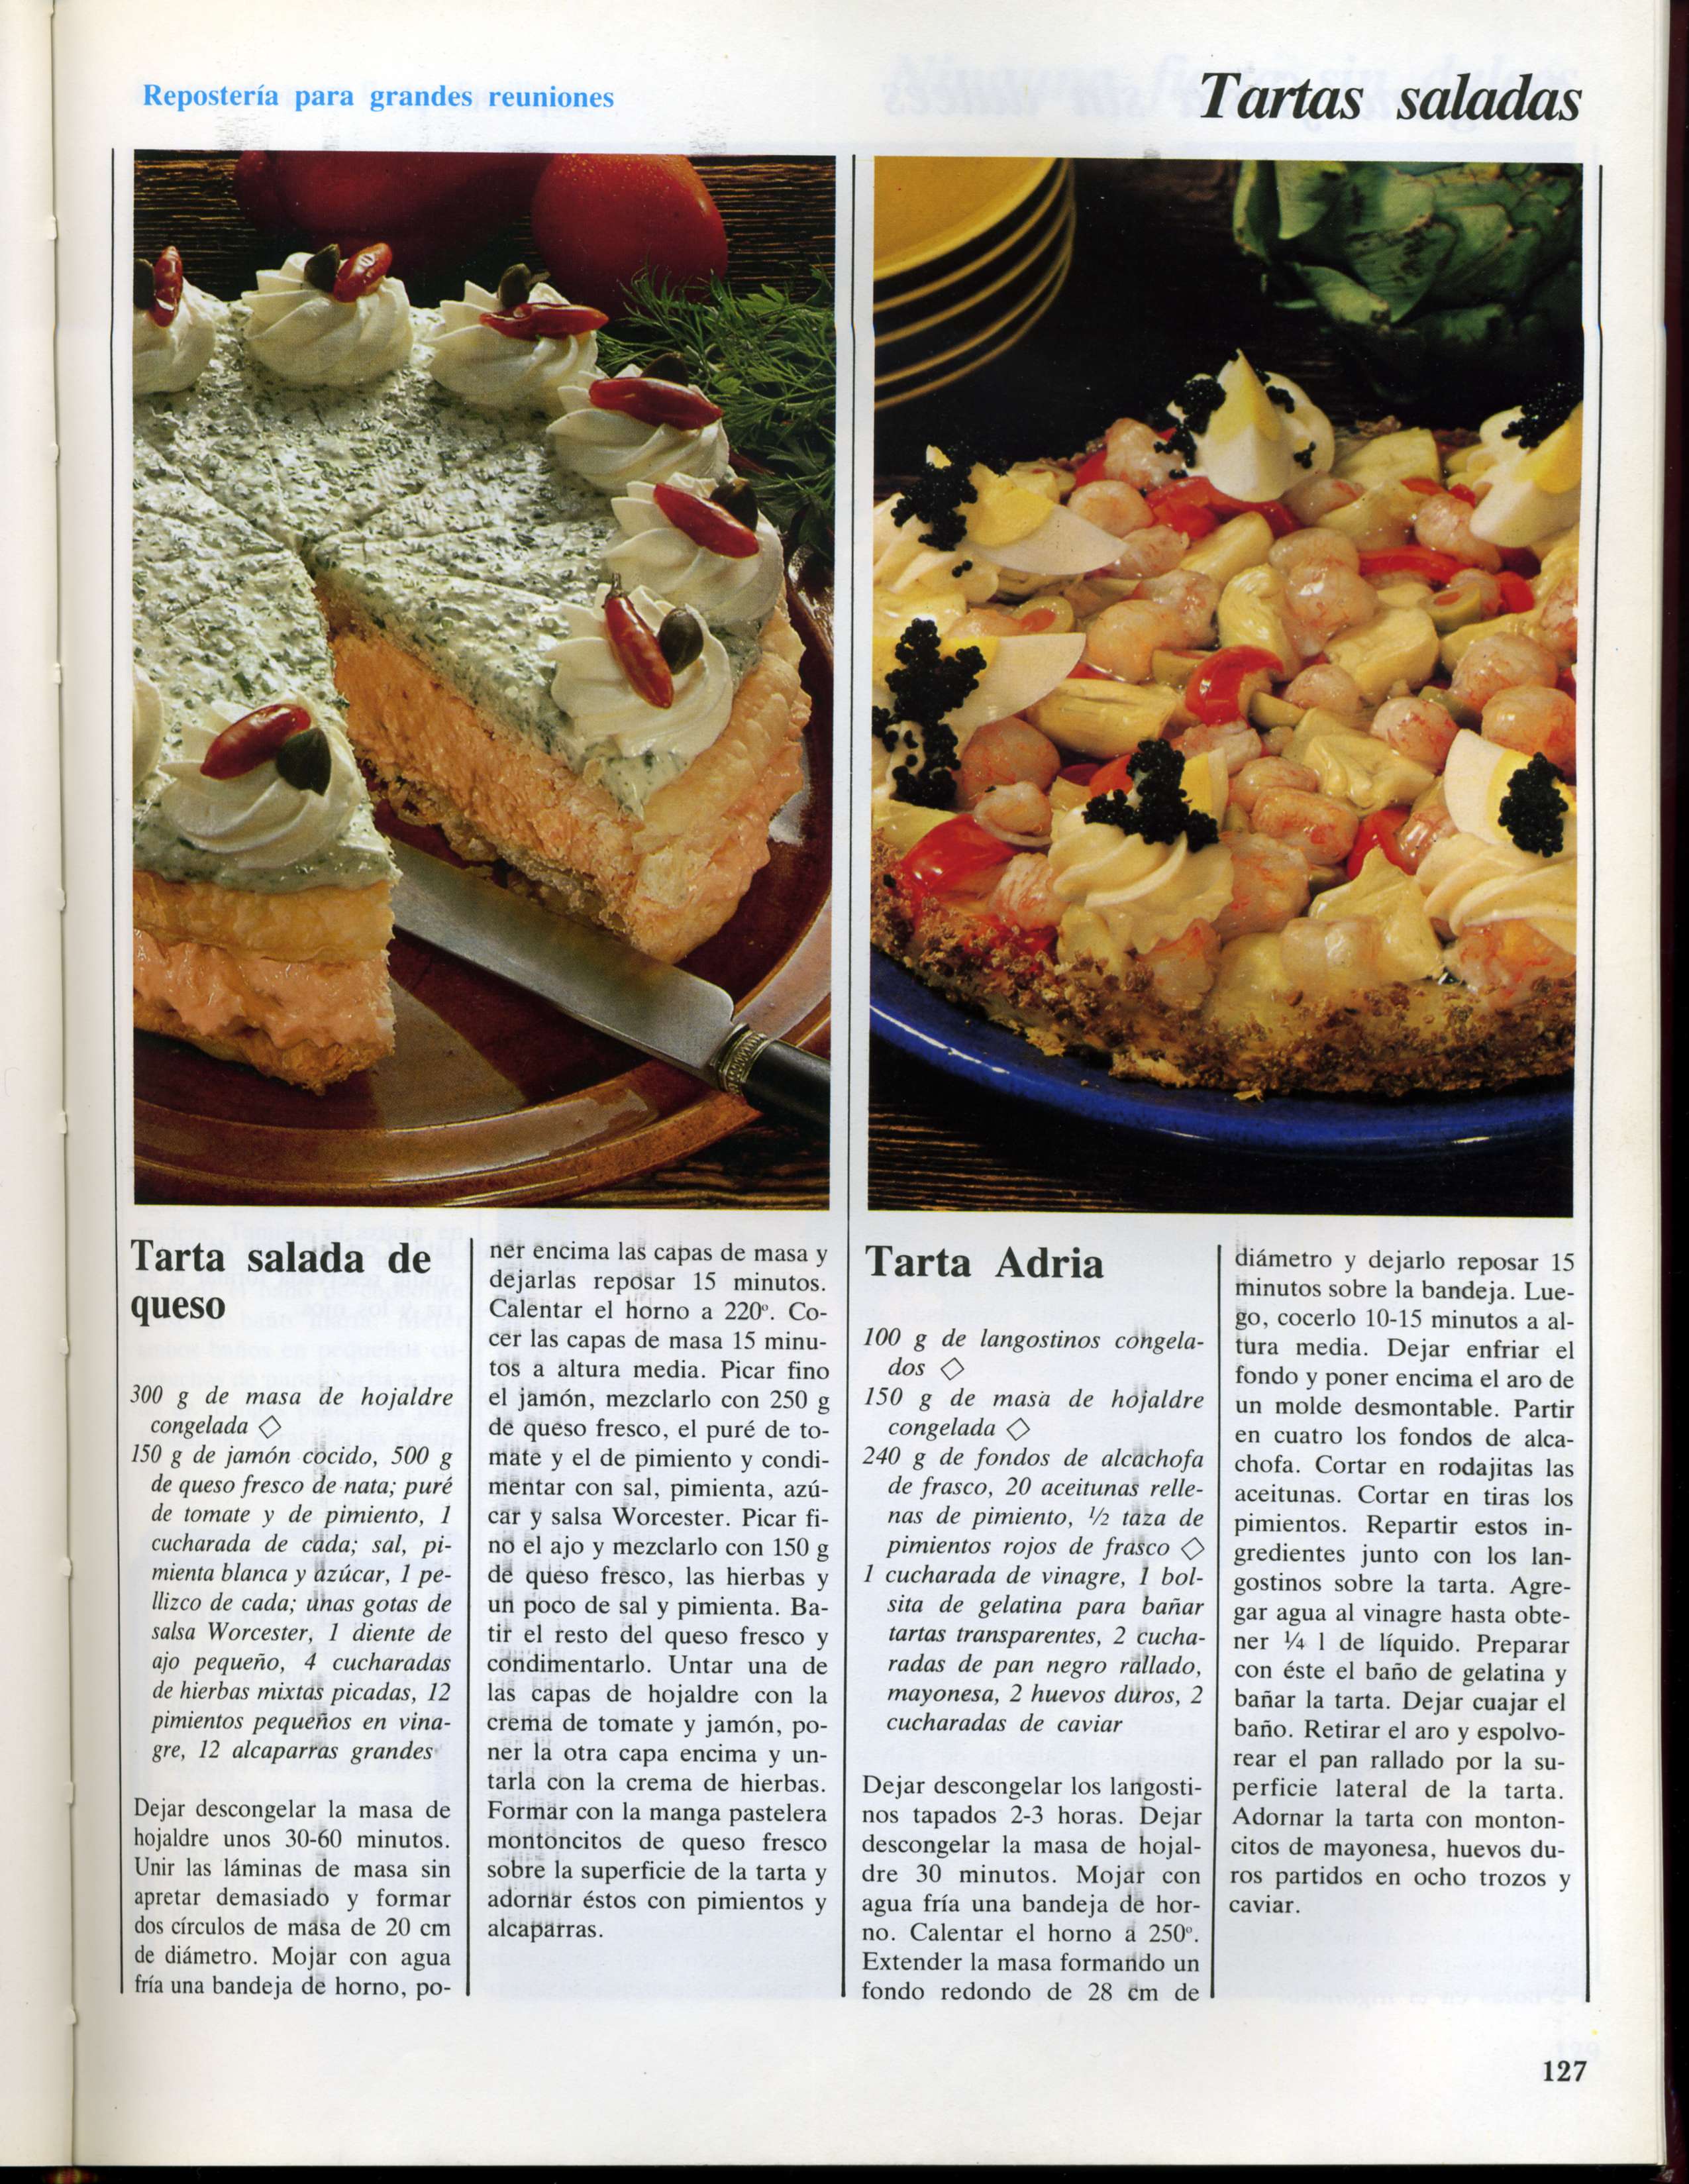 Repostería para grandes reuniones
Tartas saladas
Tarta salada de
queso
300 g de masa de hojaldre
congelada ◇
150 g de jamón cocido, 500 g
de queso fresco de nata; puré
de tomate y de pimiento, 1
cucharada de cada; sal, pi-
mienta blanca y azúcar, 1 pe-
llizco de cada; unas gotas de
salsa Worcester, 1 diente de
ajo pequeño, 4 cucharadas
de hierbas mixtas picadas, 12
pimientos pequeños en vina-
gre, 12 alcaparras grandes
Dejar descongelar la masa de
hojaldre unos 30-60 minutos.
Unir las láminas de masa sin
apretar demasiado y formar
dos círculos de masa de 20 cm
de diámetro. Mojar con agua
fría una bandeja de horno, po-
ner encima las capas de masa y
dejarlas reposar 15 minutos.
Calentar el horno a 220º. Co-
cer las capas de masa 15 minu-
tos a altura media. Picar fino
el jamón, mezclarlo con 250 g
de queso fresco, el puré de to-
mate y el de pimiento y condi-
mentar con sal, pimienta, azú-
car y salsa Worcester. Picar fi-
no el ajo y mezclarlo con 150 g
de queso fresco, las hierbas y
un poco de sal y pimienta. Ba-
tir el resto del queso fresco y
condimentarlo. Untar una de
las capas de hojaldre con la
crema de tomate y jamón, po-
ner la otra capa encima y un-
tarla con la crema de hierbas.
Formar con la manga pastelera
montoncitos de queso fresco
sobre la superficie de la tarta y
adornar éstos con pimientos y
alcaparras.
Tarta Adria
100 g de langostinos congela-
dos ◇
150 g de masa de hojaldre
congelada ◇
240 g de fondos de alcachofa
de frasco, 20 aceitunas relle-
nas de pimiento, ½ taza de
pimientos rojos de frasco ◇
1 cucharada de vinagre, 1 bol-
sita de gelatina para bañar
tartas transparentes, 2 cucha-
radas de pan negro rallado,
mayonesa, 2 huevos duros, 2
cucharadas de caviar
Dejar descongelar los langosti-
nos tapados 2-3 horas. Dejar
descongelar la masa de hojal-
dre 30 minutos. Mojar con
agua fría una bandeja de hor-
no. Calentar el horno a 250º.
Extender la masa formando un
fondo redondo de 28 cm de
diámetro y dejarlo reposar 15
minutos sobre la bandeja. Lue-
go, cocerlo 10-15 minutos a al-
tura media. Dejar enfriar el
fondo y poner encima el aro de
un molde desmontable. Partir
en cuatro los fondos de alca-
chofa. Cortar en rodajitas las
aceitunas. Cortar en tiras los
pimientos. Repartir estos in-
gredientes junto con los lan-
gostinos sobre la tarta. Agre-
gar agua al vinagre hasta obte-
ner ¼ l de líquido. Preparar
con éste el baño de gelatina y
bañar la tarta. Dejar cuajar el
baño. Retirar el aro y espolvo-
rear el pan rallado por la su-
perficie lateral de la tarta.
Adornar la tarta con monton-
citos de mayonesa, huevos du-
ros partidos en ocho trozos y
caviar.
127